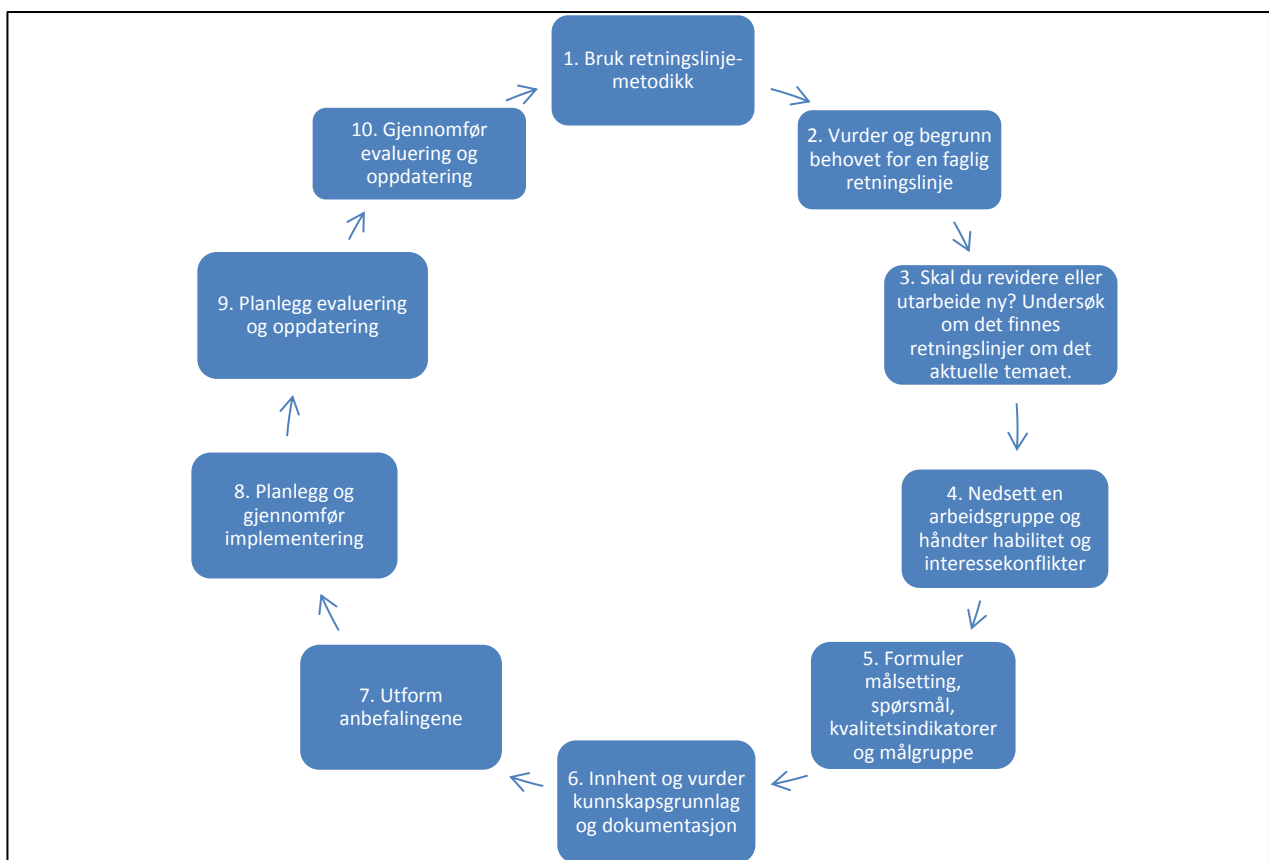 1. Bruk retningslinje-
metodikk
2. Vurder og begrunn
behovet for en faglig
retningslinje
3. Skal du revidere eller
utarbeide ny? Undersøk
om det finnes
retningslinjer om det
aktuelle temaet.
4. Nedsett en
arbeidsgruppe og
håndter habilitet og
interessekonflikter
5. Formuler
målsetting,
spørsmål,
kvalitetsindikatorer
og målgruppe
6. Innhent og vurder
kunnskapsgrunnlag
og dokumentasjon
7. Utform
anbefalingene
8. Planlegg og
gjennomfør
implementering
9. Planlegg evaluering
og oppdatering
10. Gjennomfør
evaluering og
oppdatering